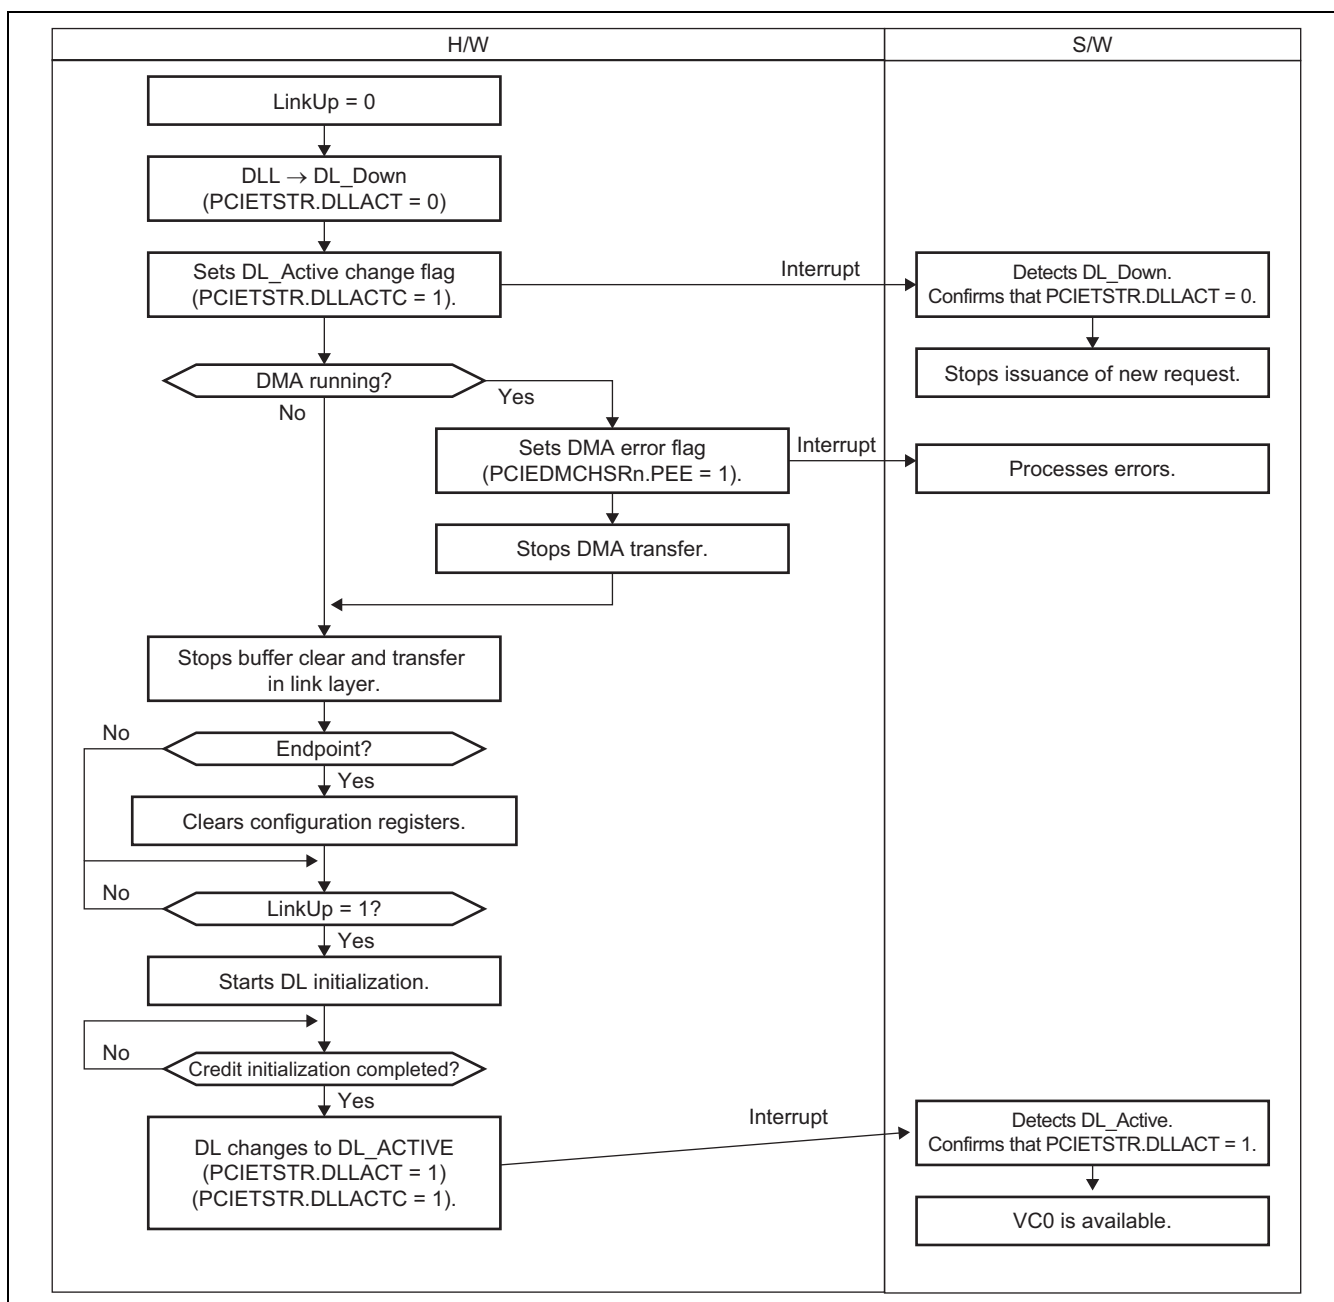 H/W
S/W
LinkUp = 0
DLL → DL_Down
(PCIETSTR.DLLACT = 0)
Sets DL_Active change flag
(PCIETSTR.DLLACTC = 1).
Interrupt
Detects DL_Down.
Confirms that PCIETSTR.DLLACT = 0.
Stops issuance of new request.
DMA running?
Yes
No
Sets DMA error flag
(PCIEDMCHSRn.PEE = 1).
Interrupt
Processes errors.
Stops DMA transfer.
Stops buffer clear and transfer
in link layer.
No
Endpoint?
Yes
Clears configuration registers.
No
LinkUp = 1?
Yes
Starts DL initialization.
No
Credit initialization completed?
Yes
DL changes to DL_ACTIVE
(PCIETSTR.DLLACT = 1)
(PCIETSTR.DLLACTC = 1).
Interrupt
Detects DL_Active.
Confirms that PCIETSTR.DLLACT = 1.
VC0 is available.